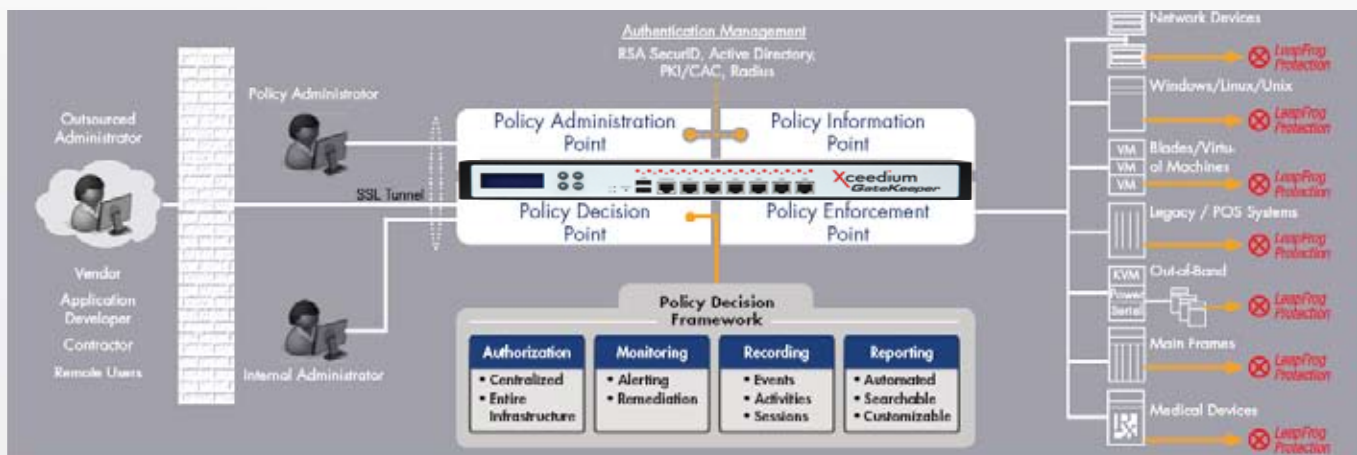 Authentication Management
RSA SecurID, Active Directory,
PKI/CAC, Radius
Outsourced
Administrator
Vendor
Application
Developer
Contractor
Remote Users
Policy Administrator
Internal Administrator
SSL Tunnel
Policy Administration
Point
Policy Information
Point
Xceedium
GateKeeper
Policy Decision
Point
Policy Enforcement
Point
Policy Decision
Framework
Authorization
• Centralized
• Entire
Infrastructure
Monitoring
• Alerting
• Remediation
Recording
• Events
• Activities
• Sessions
Reporting
• Automated
• Searchable
• Customizable
Network Devices
LeapFrog
Protection
Windows/Linux/Unix
LeapFrog
Protection
VM
VM
VM
Blades/Virtu-
al Machines
LeapFrog
Protection
Legacy / POS Systems
LeapFrog
Protection
KVM
Power
Serial
Out-of-Band
LeapFrog
Protection
Main Frames
LeapFrog
Protection
Medical Devices
LeapFrog
Protection